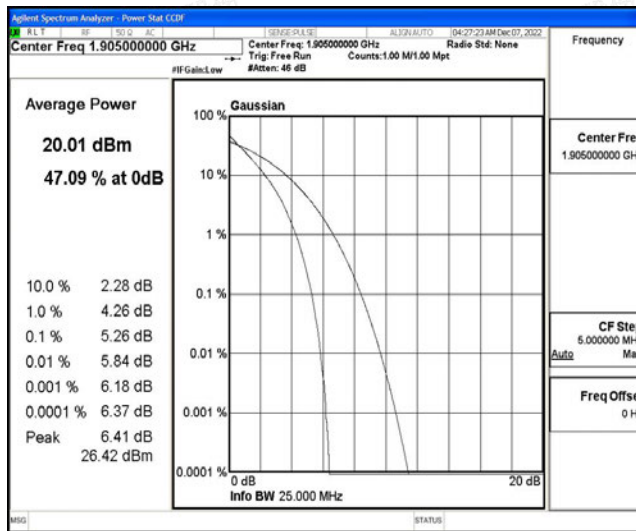 Agilent Spectrum Analyzer - Power Stat CCDF
RLT RF 50 Ω AC SENSE:PULSE ALIGN AUTO 04:27:23 AM Dec 07, 2022
Center Freq 1.905000000 GHz
Center Freq: 1.905000000 GHz Radio Std: None
Trig: Free Run Counts:1.00 M/1.00 Mpt
#IFGain:Low #Atten: 46 dB
Frequency
Average Power
20.01 dBm
47.09 % at 0dB
10.0 % 2.28 dB
1.0 % 4.26 dB
0.1 % 5.26 dB
0.01 % 5.84 dB
0.001 % 6.18 dB
0.0001 % 6.37 dB
Peak 6.41 dB
26.42 dBm
Gaussian
100 %
10 %
1 %
0.1 %
0.01 %
0.001 %
0.0001 %
0 dB 20 dB
Info BW 25.000 MHz
Center Fre
1.905000000 GH
CF Ste
5.000000 MH
Auto Ma
Freq Offse
0 H
MSG STATUS